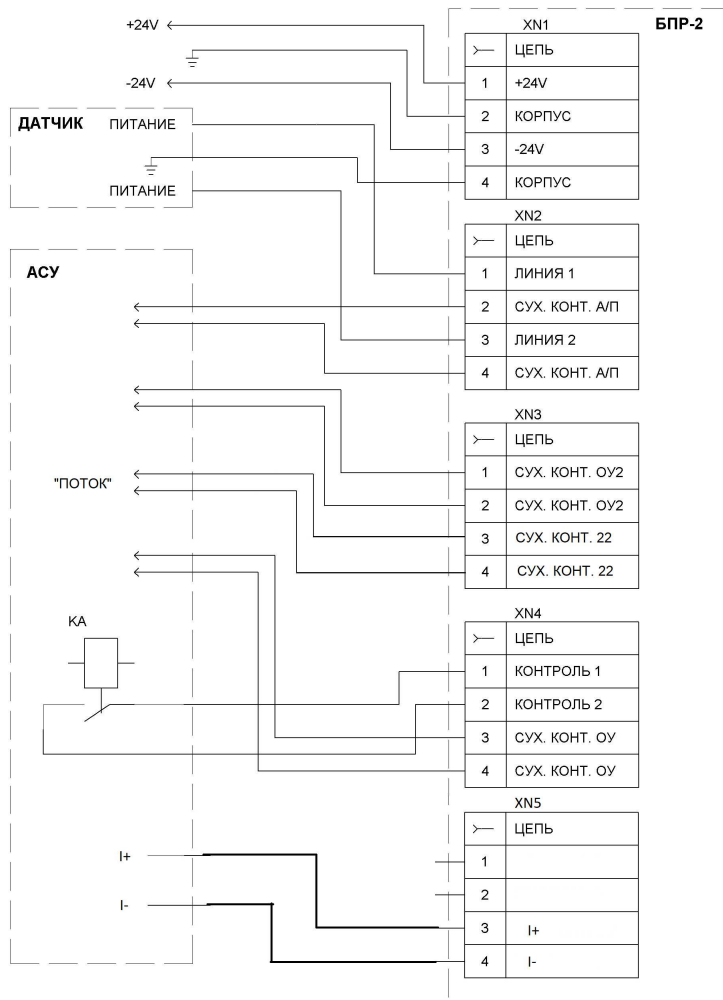 +24V
-24V
ДАТЧИК
ПИТАНИЕ
ПИТАНИЕ
АСУ
"ПОТОК"
КА
I+
I-
БПР-2
XN1
ЦЕПЬ
1 +24V
2 КОРПУС
3 -24V
4 КОРПУС
XN2
ЦЕПЬ
1 ЛИНИЯ 1
2 СУХ. КОНТ. А/П
3 ЛИНИЯ 2
4 СУХ. КОНТ. А/П
XN3
ЦЕПЬ
1 СУХ. КОНТ. ОУ2
2 СУХ. КОНТ. ОУ2
3 СУХ. КОНТ. 22
4 СУХ. КОНТ. 22
XN4
ЦЕПЬ
1 КОНТРОЛЬ 1
2 КОНТРОЛЬ 2
3 СУХ. КОНТ. ОУ
4 СУХ. КОНТ. ОУ
XN5
ЦЕПЬ
1
2
3 I+
4 I-